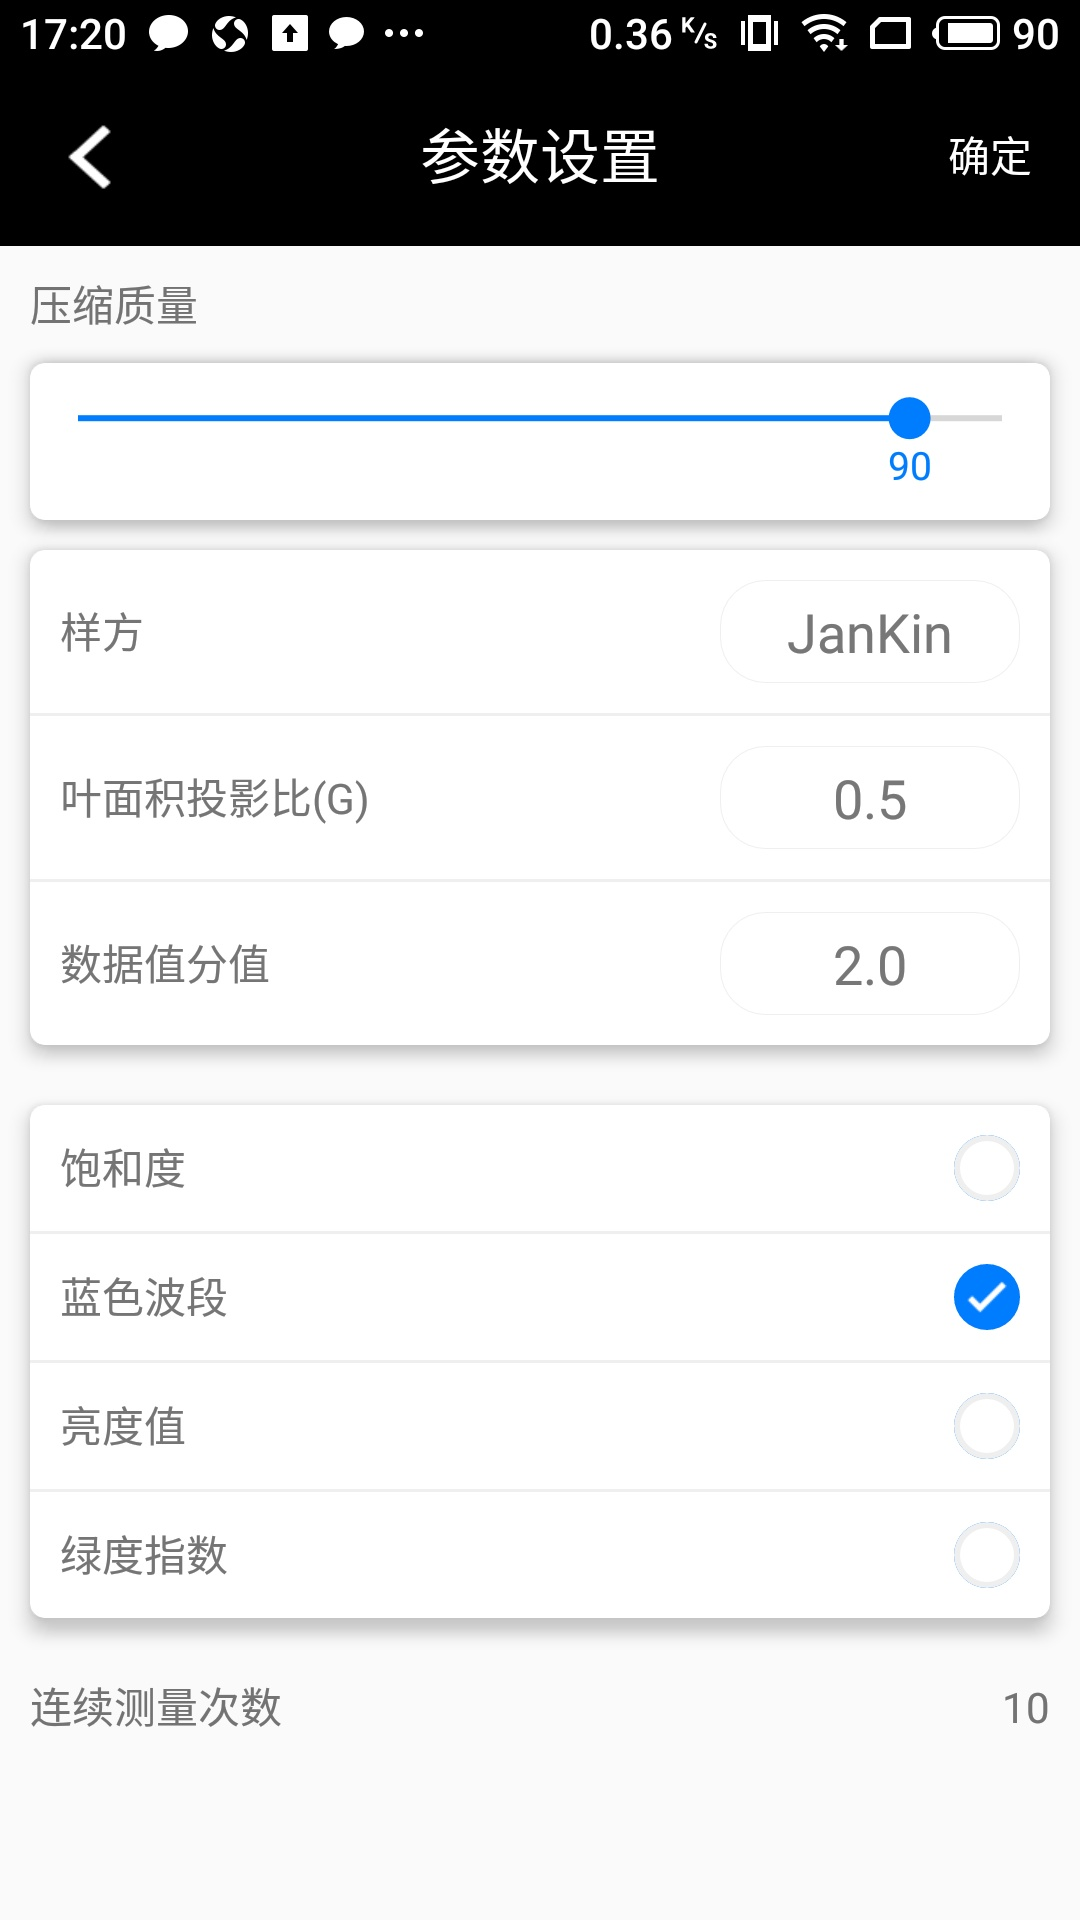 17:20 0.36 K/s 90
参数设置 确定
压缩质量
90
样方 JanKin
叶面积投影比(G) 0.5
数据值分值 2.0
饱和度
蓝色波段
亮度值
绿度指数
连续测量次数 10